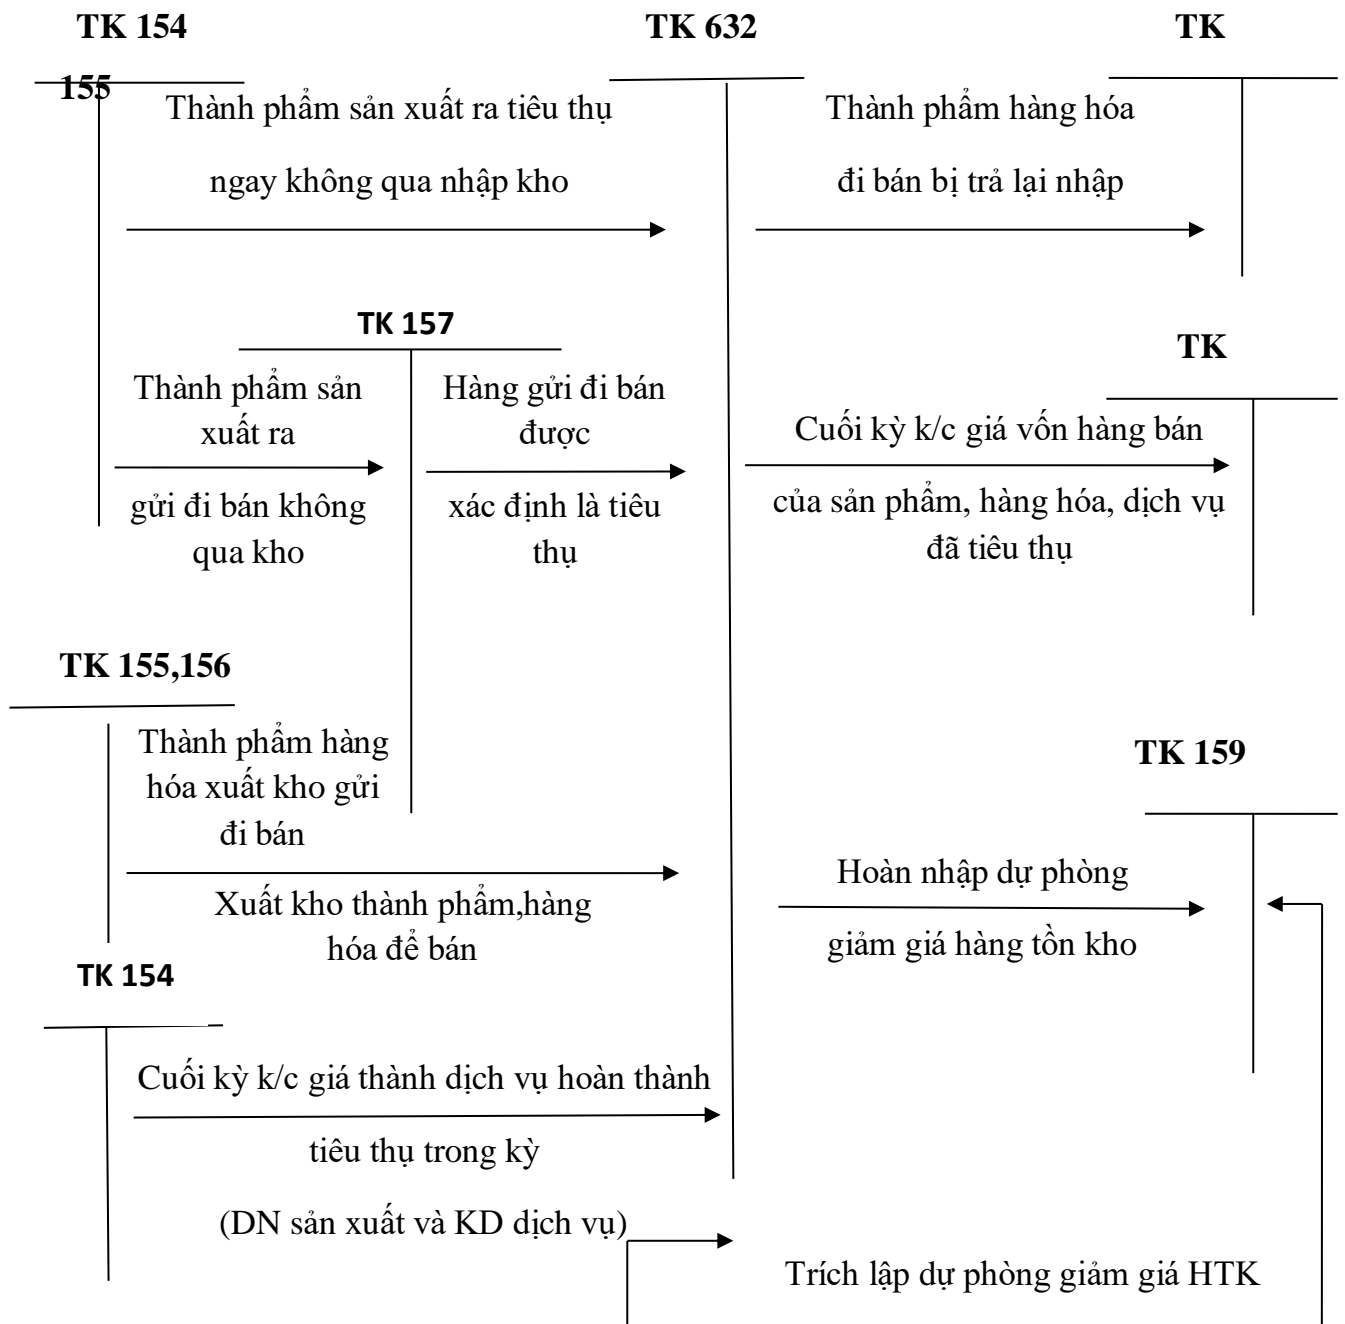 TK 154
TK 632
TK
155
Thành phẩm sản xuất ra tiêu thụ
ngay không qua nhập kho
Thành phẩm hàng hóa
đi bán bị trả lại nhập
TK 157
TK
Thành phẩm sản
xuất ra
gửi đi bán không
qua kho
Hàng gửi đi bán
được
xác định là tiêu
thụ
Cuối kỳ k/c giá vốn hàng bán
của sản phẩm, hàng hóa, dịch vụ
đã tiêu thụ
TK 155,156
Thành phẩm hàng
hóa xuất kho gửi
đi bán
TK 159
Xuất kho thành phẩm,hàng
hóa để bán
Hoàn nhập dự phòng
giảm giá hàng tồn kho
TK 154
Cuối kỳ k/c giá thành dịch vụ hoàn thành
tiêu thụ trong kỳ
(DN sản xuất và KD dịch vụ)
Trích lập dự phòng giảm giá HTK